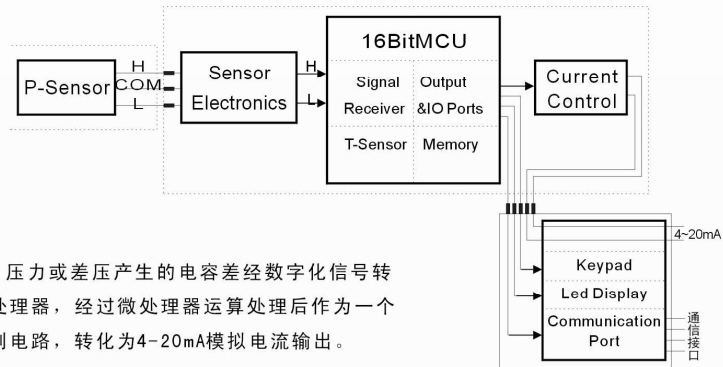 16BitMCU
H
P-Sensor
COM
L
Sensor
Electronics
H
L
Signal
Receiver
Output
&IO Ports
T-Sensor
Memory
Current
Control
4~20mA
Keypad
Led Display
Communication
Port
通信接口
压力或差压产生的电容差经数字化信号转
处理器，经过微处理器运算处理后作为一个
电路，转化为4-20mA模拟电流输出。